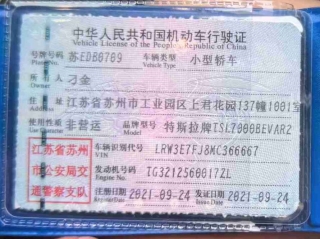 中华人民共和国机动车行驶证
Vehicle License of the People's Republic of China
号牌号码 苏EDB0789 车辆类型 小型轿车
Plate No. Vehicle Type
所有人 刁金
Owner
住址 江苏省苏州市工业园区上君花园137幢1001室
Address
使用性质 非营运 品牌型号 特斯拉牌TSL7000BEVAR2
Use Character Model
江苏省苏州
市公安局交
通警察支队
车辆识别代号 LRW3E7FJ8MC366667
VIN
发动机号码 TG3212560017ZL
Engine No.
注册日期 2021-09-24 发证日期 2021-09-24
Register Date Issue Date